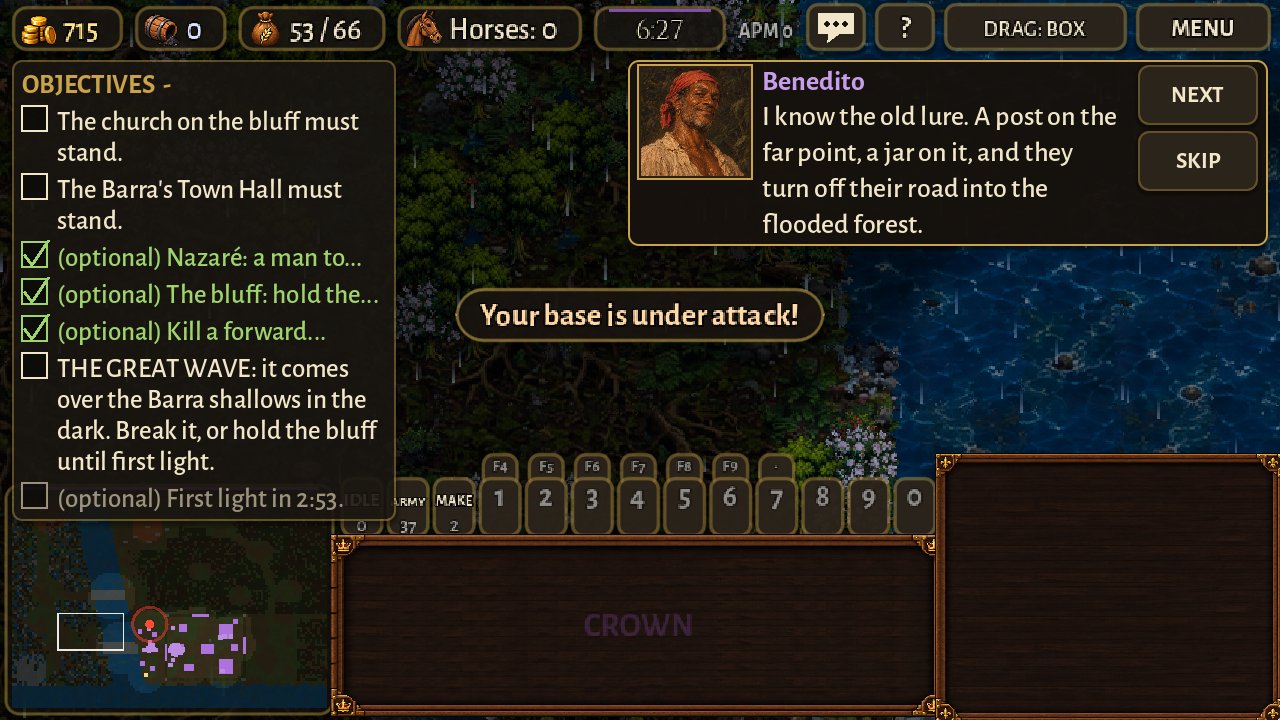 715
0
53 / 66
Horses: 0
6:27
APM 0
?
DRAG: BOX
MENU
OBJECTIVES -
The church on the bluff must
stand.
The Barra's Town Hall must
stand.
(optional) Nazaré: a man to...
(optional) The bluff: hold the...
(optional) Kill a forward...
THE GREAT WAVE: it comes
over the Barra shallows in the
dark. Break it, or hold the bluff
until first light.
(optional) First light in 2:53.
Benedito
I know the old lure. A post on the
far point, a jar on it, and they
turn off their road into the
flooded forest.
NEXT
SKIP
Your base is under attack!
F4
F5
F6
F7
F8
F9
IDLE
0
ARMY
37
MAKE
2
1
2
3
4
5
6
7
8
9
0
CROWN